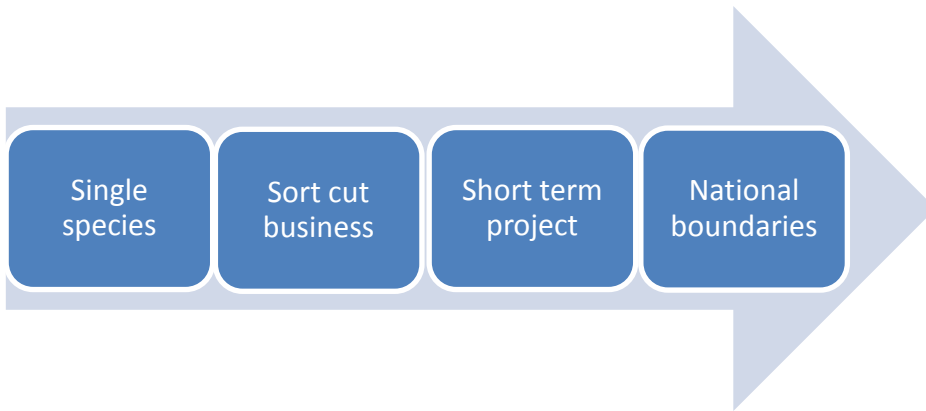 Single
species
Sort cut
business
Short term
project
National
boundaries